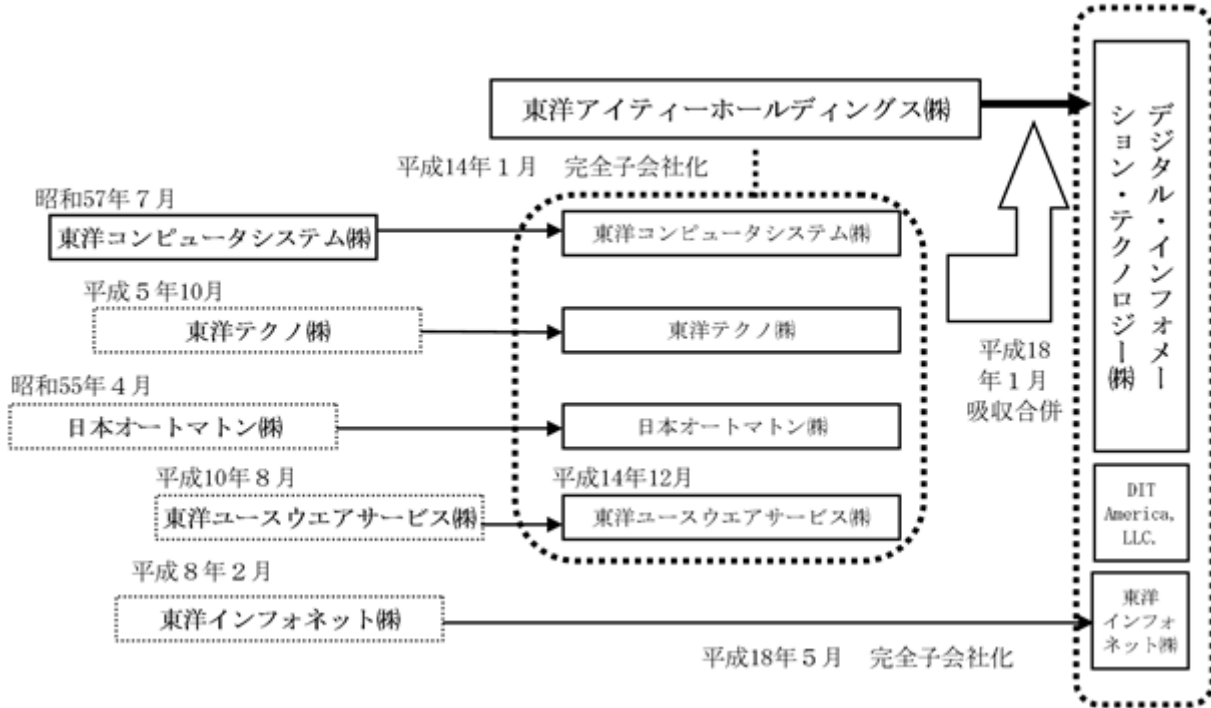 東洋アイティーホールディングス㈱
平成14年１月　完全子会社化
昭和57年７月
東洋コンピュータシステム㈱
東洋コンピュータシステム㈱
平成５年10月
東洋テクノ㈱
東洋テクノ㈱
昭和55年４月
日本オートマトン㈱
日本オートマトン㈱
平成10年８月
平成14年12月
東洋ユースウエアサービス㈱
東洋ユースウエアサービス㈱
平成８年２月
東洋インフォネット㈱
平成18年５月　完全子会社化
平成18
年１月
吸収合併
デジタル・インフォメー
ション・テクノロジー㈱
DIT
America,
LLC.
東洋
インフォ
ネット㈱